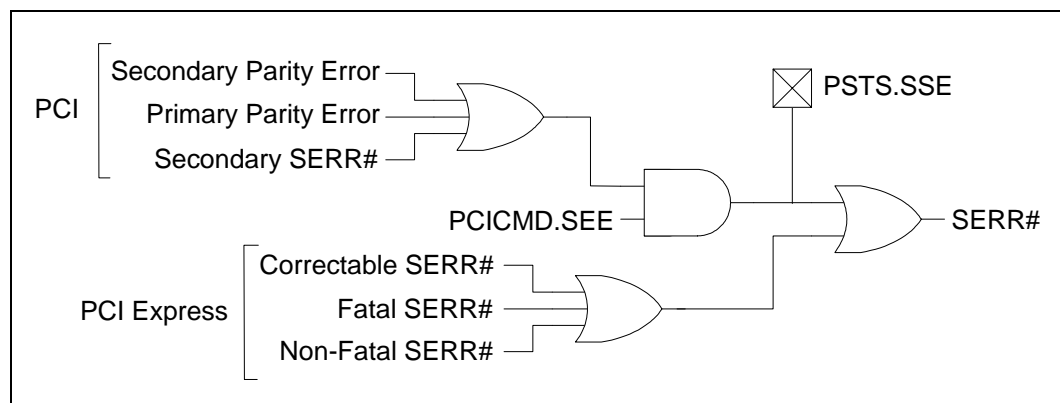 PCI
Secondary Parity Error
Primary Parity Error
Secondary SERR#
PSTS.SSE
PCICMD.SEE
SERR#
PCI Express
Correctable SERR#
Fatal SERR#
Non-Fatal SERR#